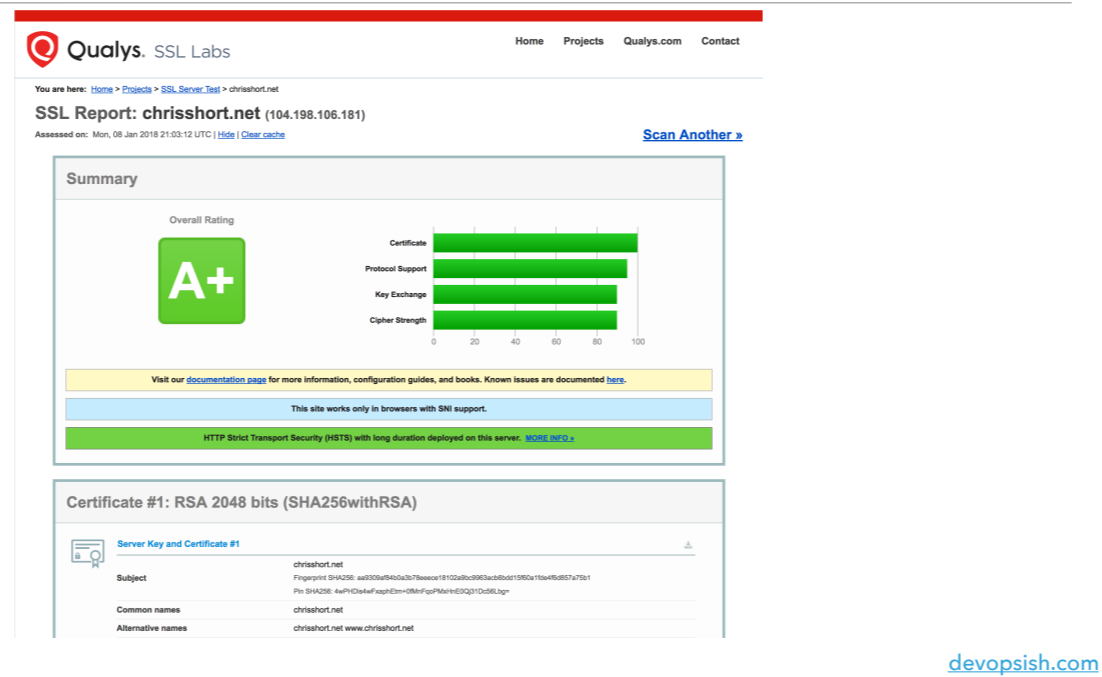 Qualys. SSL Labs
Home Projects Qualys.com Contact
You are here: Home > Projects > SSL Server Test > chrisshort.net
SSL Report: chrisshort.net (104.198.106.181)
Assessed on: Mon, 08 Jan 2018 21:03:12 UTC | Hide | Clear cache
Scan Another »
Summary
Overall Rating
A+
Certificate
Protocol Support
Key Exchange
Cipher Strength
0 20 40 60 80 100
Visit our documentation page for more information, configuration guides, and books. Known issues are documented here.
This site works only in browsers with SNI support.
HTTP Strict Transport Security (HSTS) with long duration deployed on this server. MORE INFO »
Certificate #1: RSA 2048 bits (SHA256withRSA)
Server Key and Certificate #1
Subject
chrisshort.net
Fingerprint SHA256:
Pin SHA256:
Common names chrisshort.net
Alternative names chrisshort.net www.chrisshort.net
devopsish.com